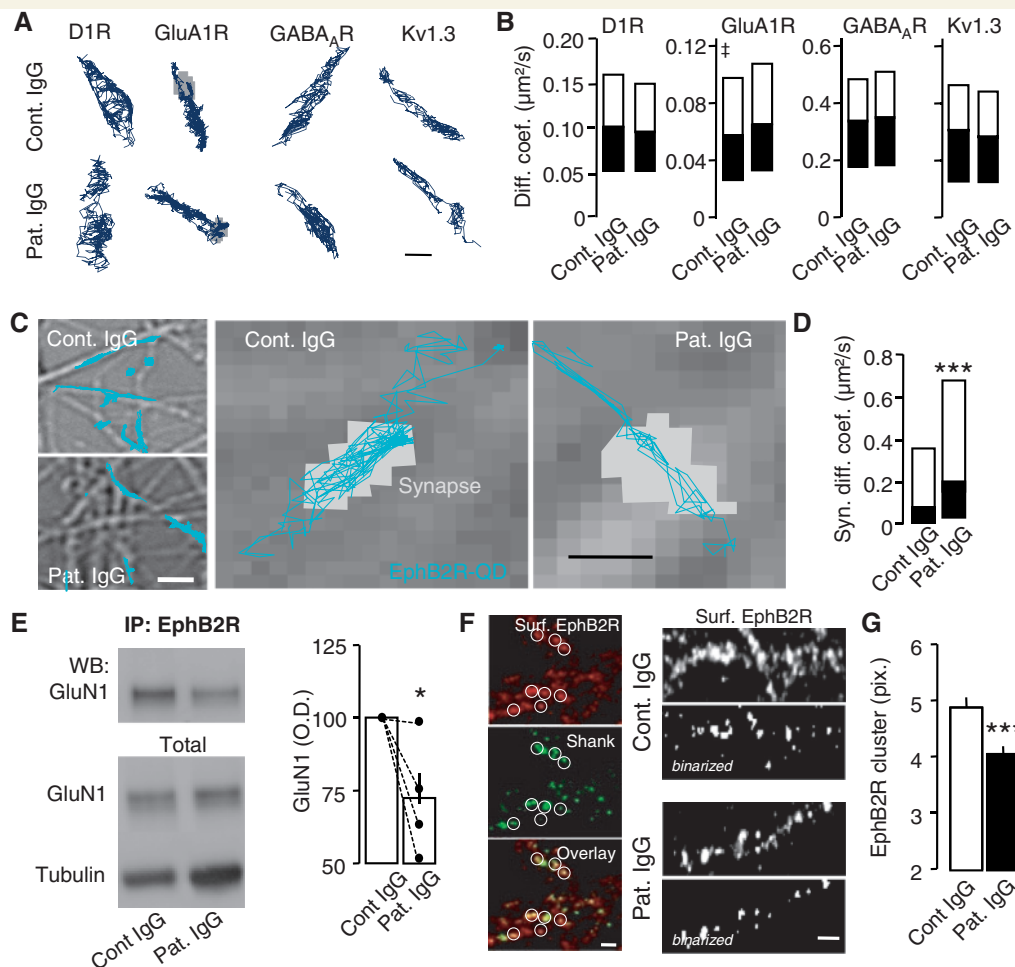 A
D1R GluA1R GABA_AR Kv1.3
Cont. IgG
Pat. IgG
B
D1R GluA1R GABA_AR Kv1.3
Diff. coef. (µm²/s)
0.20
0.15
0.10
0.05
0
0.12
0.08
0.04
0
‡
0.6
0.4
0.2
0
Cont. IgG Pat. IgG Cont. IgG Pat. IgG Cont. IgG Pat. IgG Cont. IgG Pat. IgG
C
Cont. IgG
Pat. IgG
Cont. IgG
Synapse
EphB2R-QD
Pat. IgG
D
Syn. diff. coef. (µm²/s)
0.8
0.6
0.4
0.2
0
***
Cont IgG Pat. IgG
E
IP: EphB2R
WB:
GluN1
Total
GluN1
Tubulin
Cont IgG Pat. IgG
GluN1 (O.D.)
125
100
75
50
*
Cont IgG Pat. IgG
F
Surf. EphB2R
Shank
Overlay
Surf. EphB2R
Cont. IgG
binarized
Pat. IgG
binarized
G
EphB2R cluster (pix.)
6
5
4
3
2
***
Cont IgG Pat. IgG